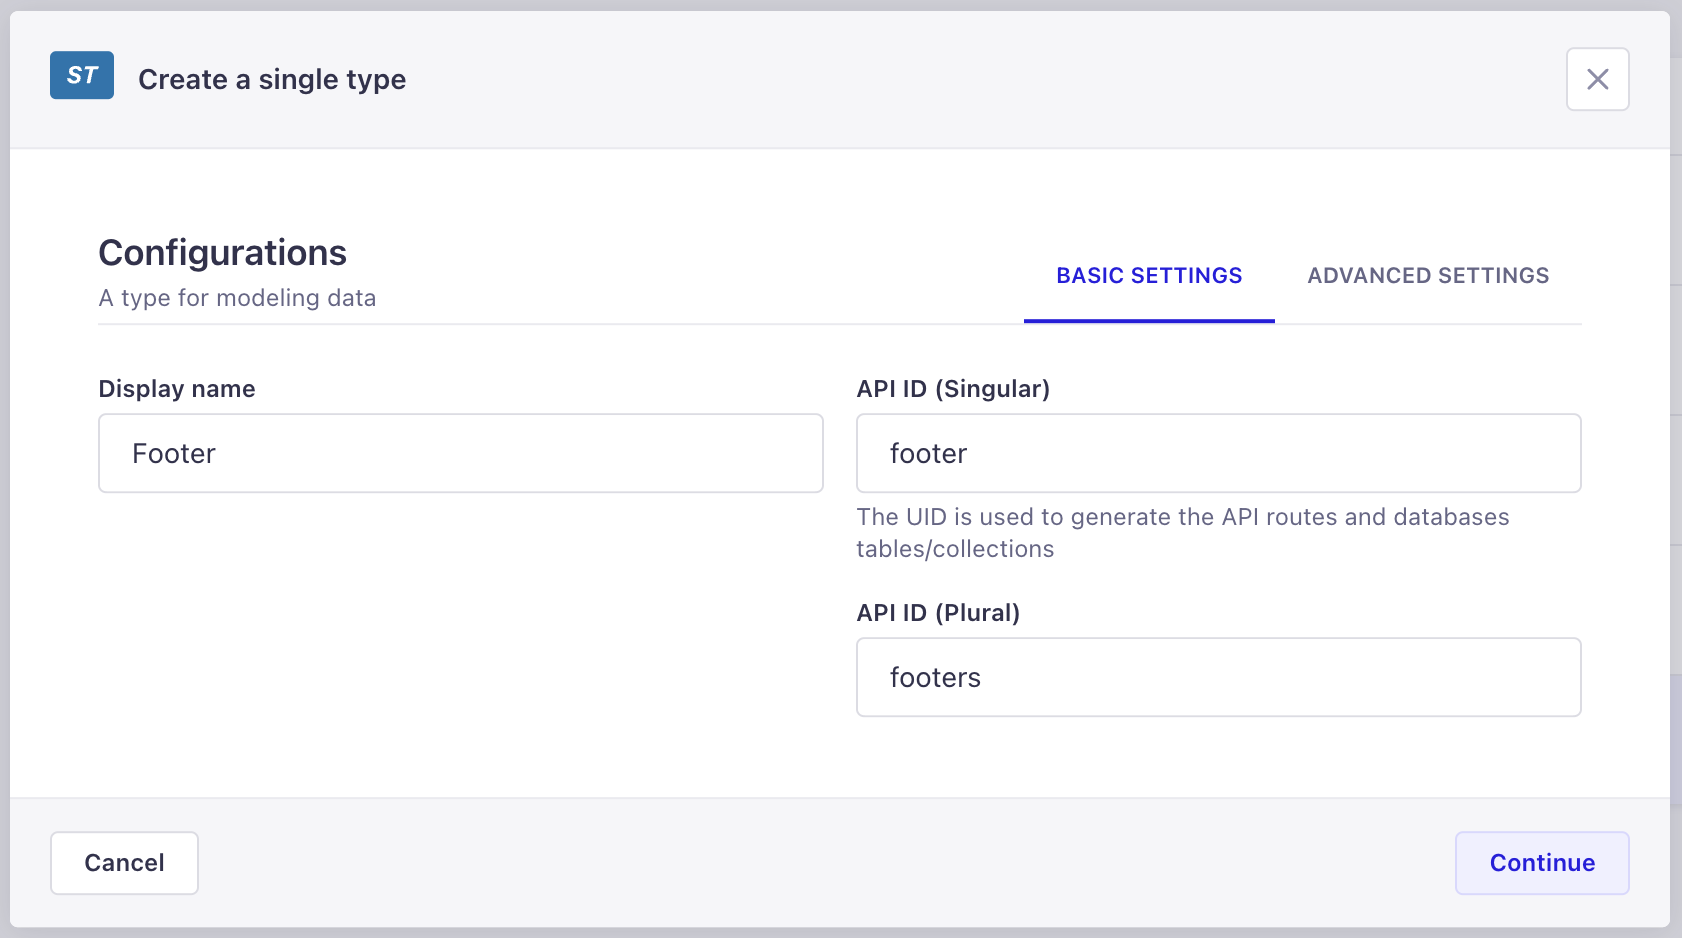 ST
Create a single type
Configurations
A type for modeling data
BASIC SETTINGS
ADVANCED SETTINGS
Display name
Footer
API ID (Singular)
footer
The UID is used to generate the API routes and databases
tables/collections
API ID (Plural)
footers
Cancel
Continue